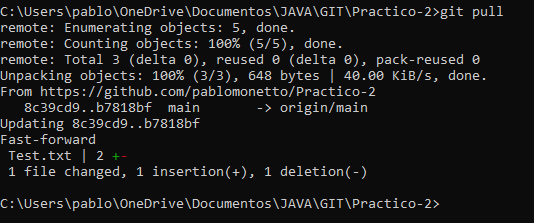 C:\Users\pablo\OneDrive\Documentos\JAVA\GIT\Practico-2>git pull
remote: Enumerating objects: 5, done.
remote: Counting objects: 100% (5/5), done.
remote: Total 3 (delta 0), reused 0 (delta 0), pack-reused 0
Unpacking objects: 100% (3/3), 648 bytes | 40.00 KiB/s, done.
From https://github.com/pablomonetto/Practico-2
   8c39cd9..b7818bf  main       -> origin/main
Updating 8c39cd9..b7818bf
Fast-forward
 Test.txt | 2 +-
 1 file changed, 1 insertion(+), 1 deletion(-)
C:\Users\pablo\OneDrive\Documentos\JAVA\GIT\Practico-2>